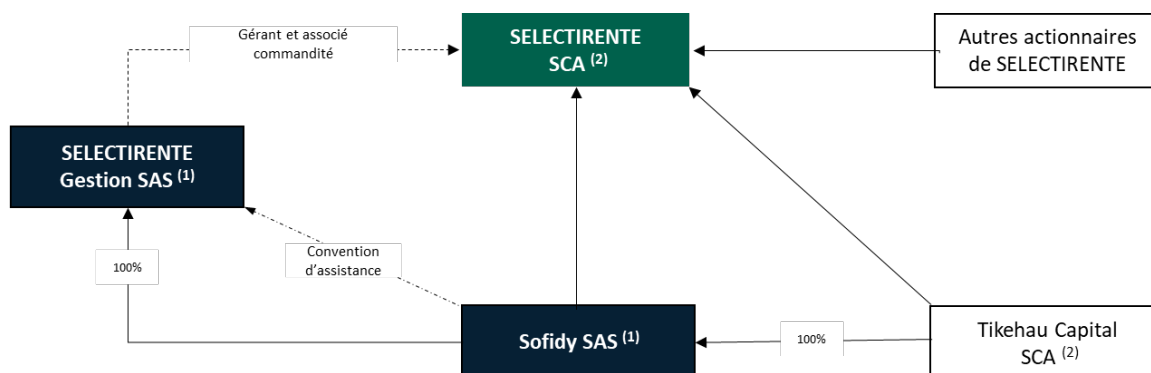 Gérant et associé
commandité
SELECTIRENTE
SCA (2)
Autres actionnaires
de SELECTIRENTE
SELECTIRENTE
Gestion SAS (1)
100%
Convention
d’assistance
Sofidy SAS (1)
100%
Tikehau Capital
SCA (2)